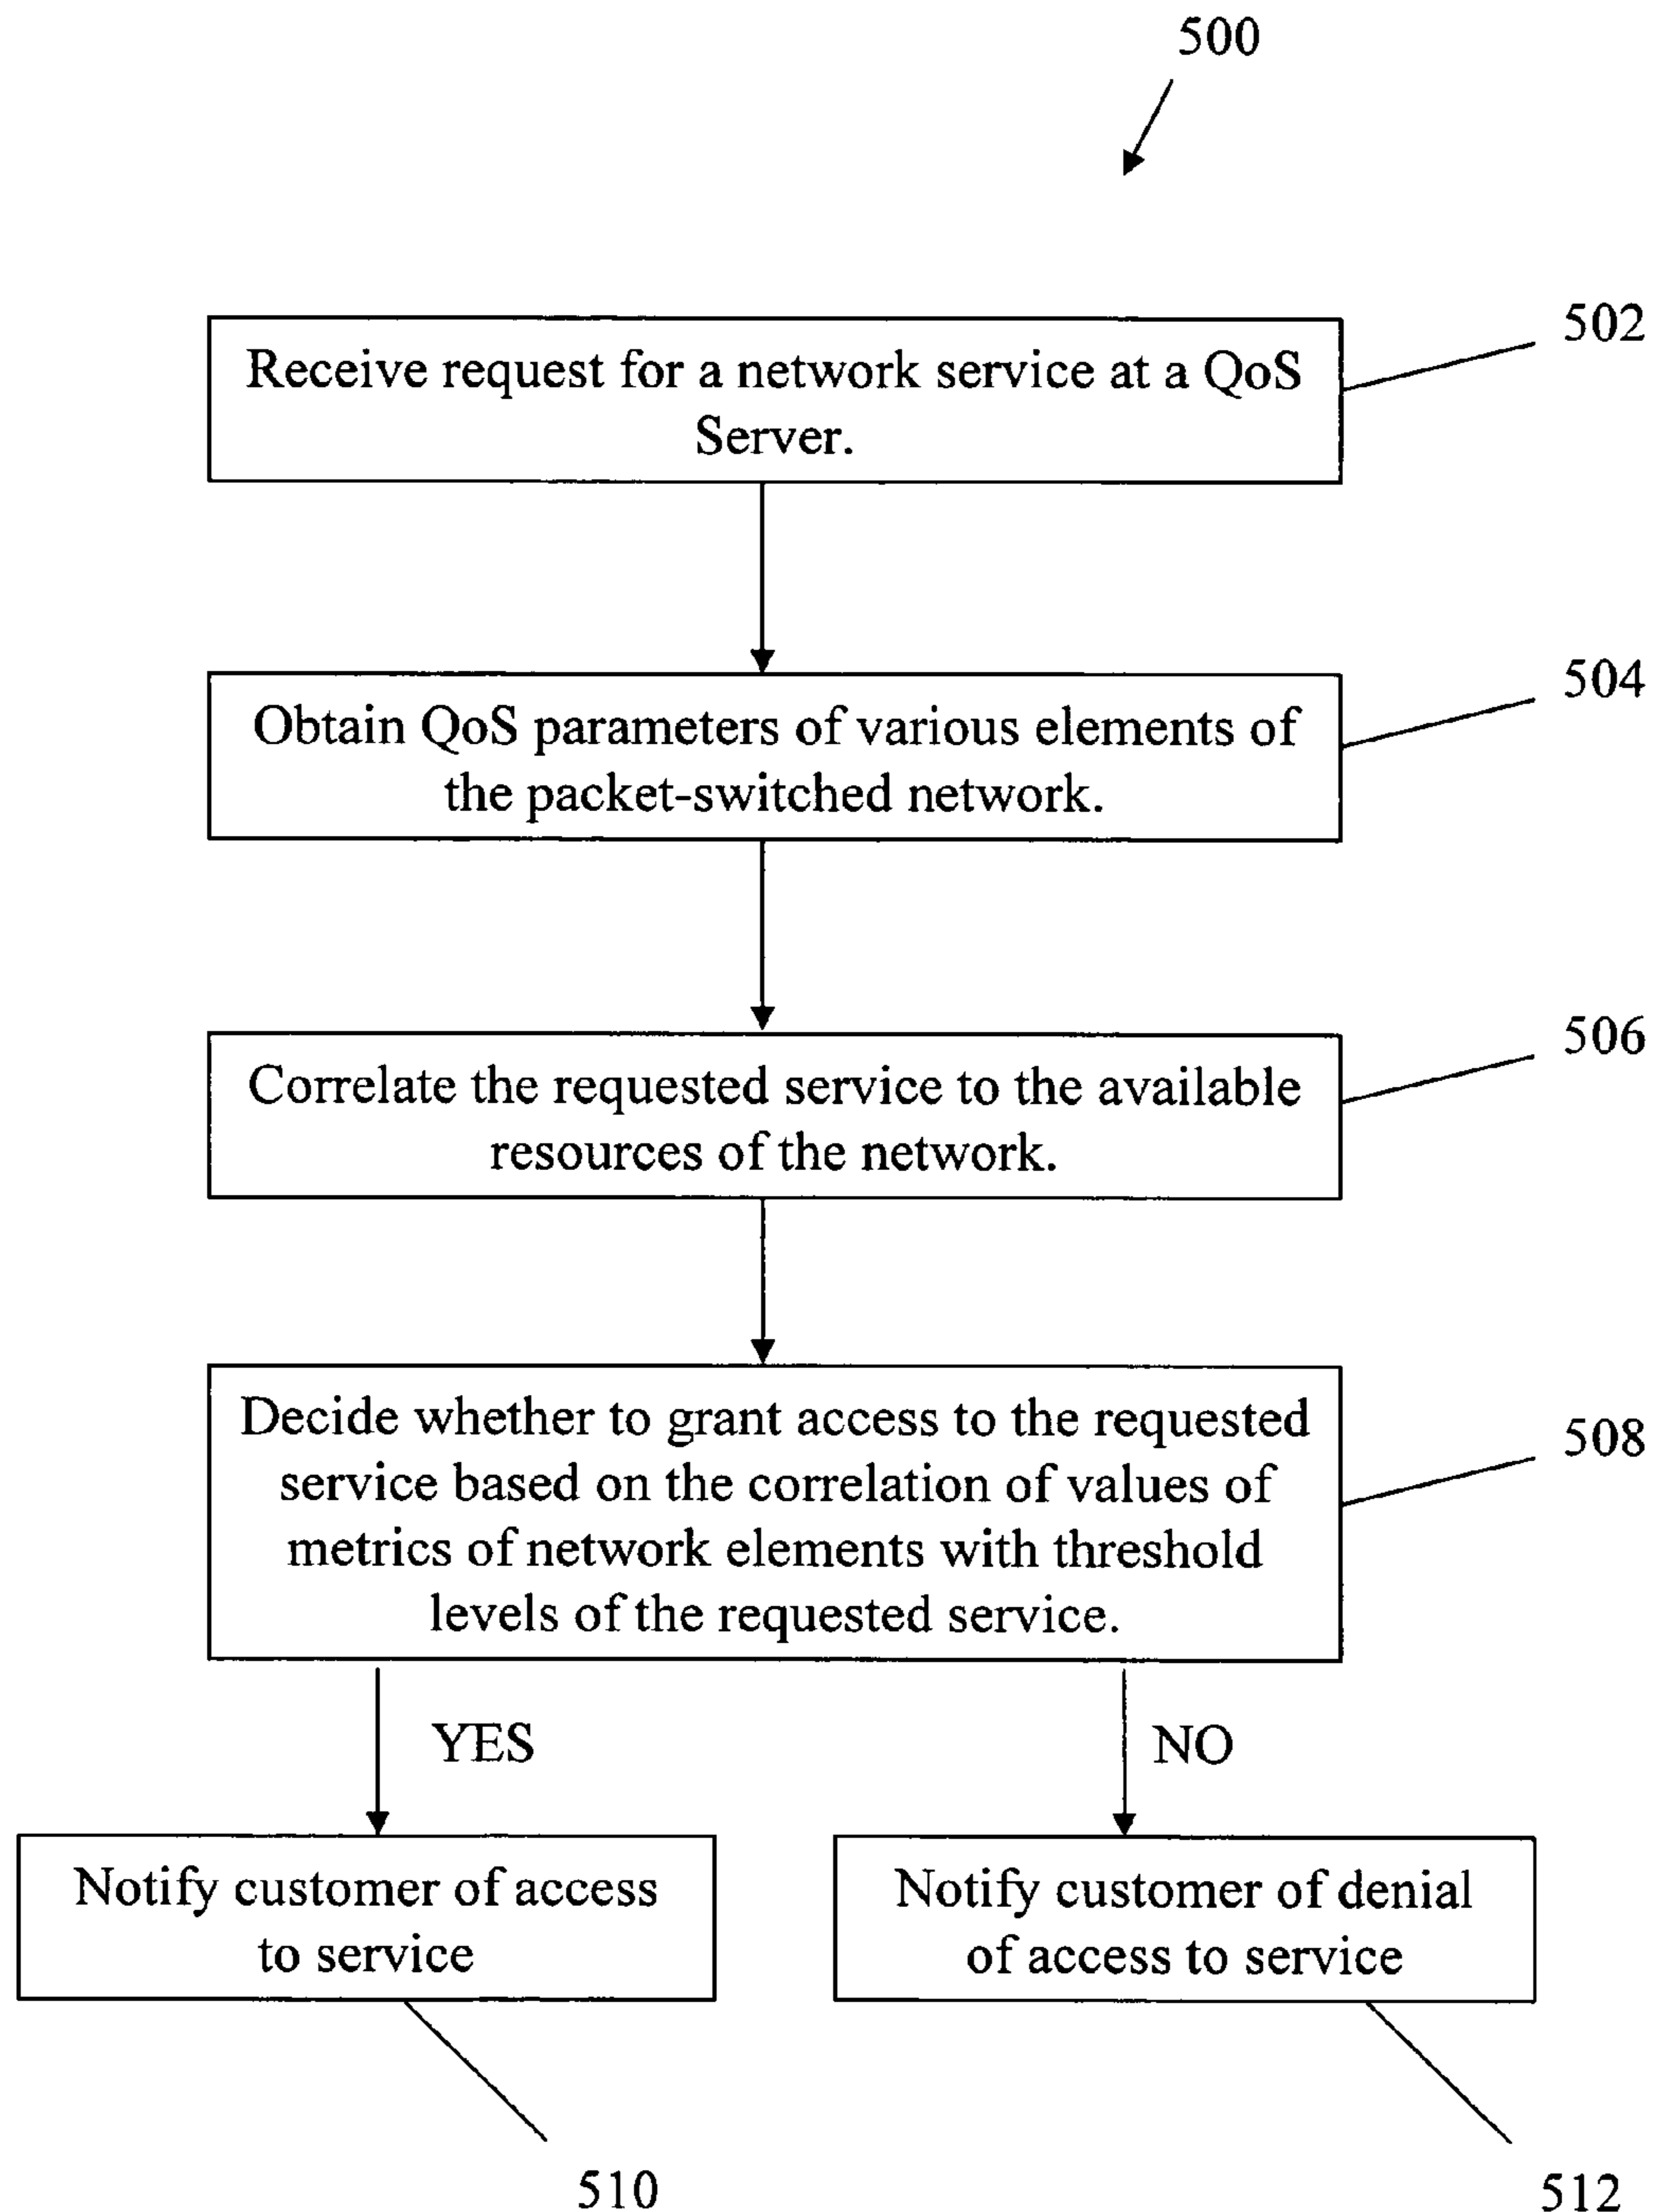 500
502
Receive request for a network service at a QoS
Server.
504
Obtain QoS parameters of various elements of
the packet-switched network.
506
Correlate the requested service to the available
resources of the network.
Decide whether to grant access to the requested
508
service based on the correlation of values of
metrics of network elements with threshold
levels of the requested service.
YES
NO
Notify customer of access
to service
Notify customer of denial
of access to service
510
512